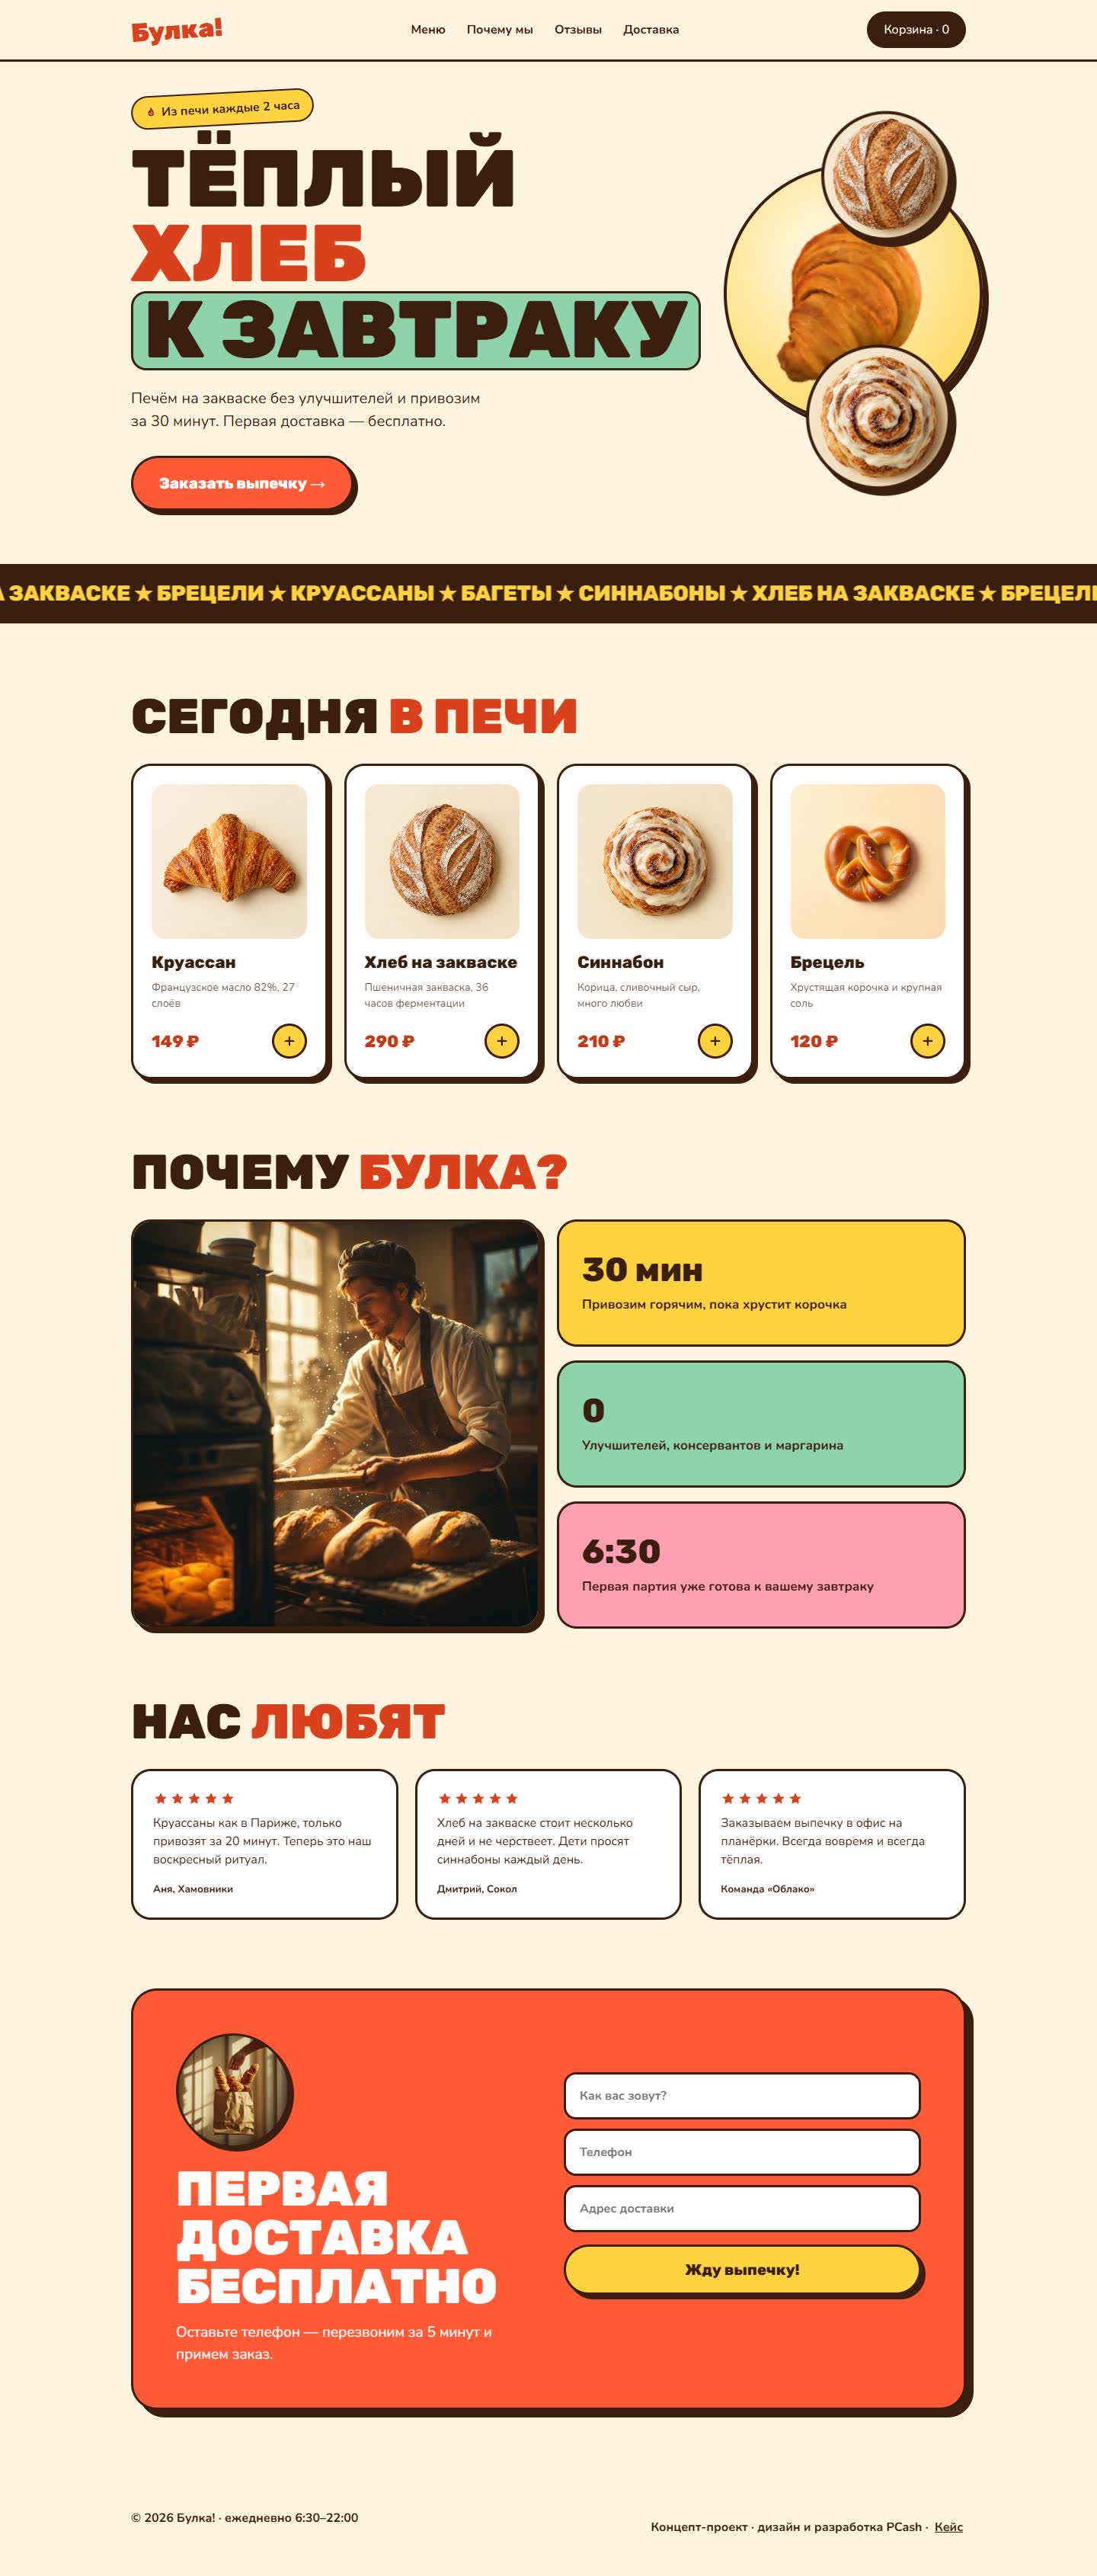 Булка!
Меню Почему мы Отзывы Доставка
Корзина · 0
Из печи каждые 2 часа
ТЁПЛЫЙ
ХЛЕБ
К ЗАВТРАКУ
Печём на закваске без улучшителей и привозим
за 30 минут. Первая доставка — бесплатно.
Заказать выпечку →
А ЗАКВАСКЕ ★ БРЕЦЕЛИ ★ КРУАССАНЫ ★ БАГЕТЫ ★ СИННАБОНЫ ★ ХЛЕБ НА ЗАКВАСКЕ ★ БРЕЦЕЛИ
СЕГОДНЯ В ПЕЧИ
Круассан
Французское масло 82%, 27
слоёв
149 ₽
+
Хлеб на закваске
Пшеничная закваска, 36
часов ферментации
290 ₽
+
Синнабон
Корица, сливочный сыр,
много любви
210 ₽
+
Брецель
Хрустящая корочка и крупная
соль
120 ₽
+
ПОЧЕМУ БУЛКА?
30 мин
Привозим горячим, пока хрустит корочка
0
Улучшителей, консервантов и маргарина
6:30
Первая партия уже готова к вашему завтраку
НАС ЛЮБЯТ
★★★★★
Круассаны как в Париже, только
привозят за 20 минут. Теперь это наш
воскресный ритуал.
Аня, Хамовники
★★★★★
Хлеб на закваске стоит несколько
дней и не черствеет. Дети просят
синнабоны каждый день.
Дмитрий, Сокол
★★★★★
Заказываем выпечку в офис на
планёрки. Всегда вовремя и всегда
тёплая.
Команда «Облако»
ПЕРВАЯ
ДОСТАВКА
БЕСПЛАТНО
Оставьте телефон — перезвоним за 5 минут и
примем заказ.
Как вас зовут?
Телефон
Адрес доставки
Жду выпечку!
© 2026 Булка! · ежедневно 6:30–22:00
Концепт-проект · дизайн и разработка PCash · Кейс